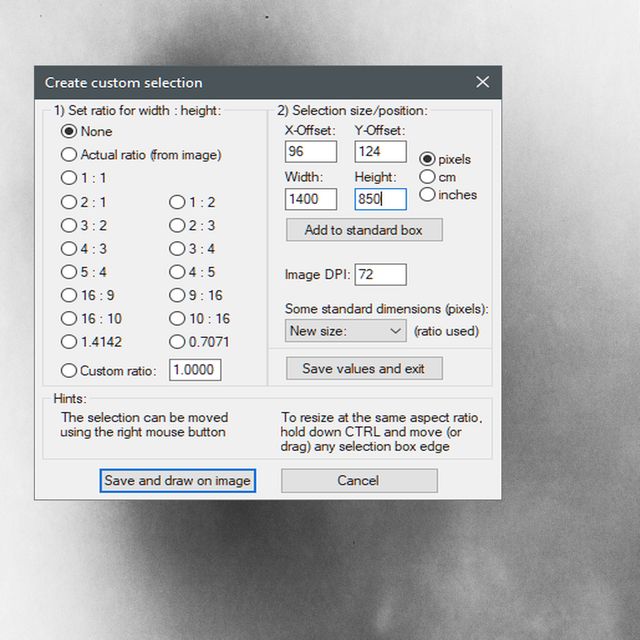 Create custom selection
1) Set ratio for width : height:
None
Actual ratio (from image)
1 : 1
2 : 1
1 : 2
3 : 2
2 : 3
4 : 3
3 : 4
5 : 4
4 : 5
16 : 9
9 : 16
16 : 10
10 : 16
1.4142
0.7071
Custom ratio: 1.0000
2) Selection size/position:
X-Offset: Y-Offset:
96 124
Width: Height:
1400 850
pixels
cm
inches
Add to standard box
Image DPI: 72
Some standard dimensions (pixels):
New size: (ratio used)
Save values and exit
Hints:
The selection can be moved
using the right mouse button
To resize at the same aspect ratio,
hold down CTRL and move (or
drag) any selection box edge
Save and draw on image
Cancel